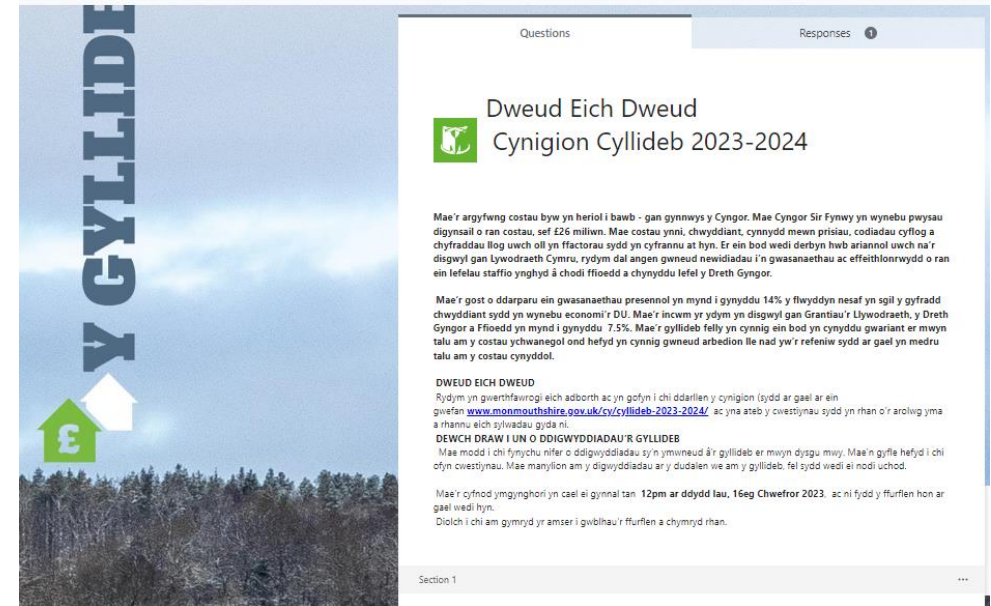 Y GYLLIDE
£
Questions
Responses 1
Dweud Eich Dweud
Cynigion Cyllideb 2023-2024
Mae'r argyfwng costau byw yn heriol i bawb - gan gynnwys y Cyngor. Mae Cyngor Sir Fynwy yn wynebu pwysau
digynsail o ran costau, sef £26 miliwn. Mae costau ynni, chwyddiant, cynnydd mewn prisiau, codiadau cyflog a
chyfraddau llog uwch oll yn ffactorau sydd yn cyfrannu at hyn. Er ein bod wedi derbyn hwb ariannol uwch na'r
disgwyl gan Lywodraeth Cymru, rydym dal angen gwneud newidiadau i'n gwasanaethau ac effeithlonrwydd o ran
ein lefelau staffio ynghyd â chodi ffioedd a chynyddu lefel y Dreth Gyngor.
Mae'r gost o ddarparu ein gwasanaethau presennol yn mynd i gynyddu 14% y flwyddyn nesaf yn sgil y gyfradd
chwyddiant sydd yn wynebu economi'r DU. Mae'r incwm yr ydym yn disgwyl gan Grantiau'r Llywodraeth, y Dreth
Gyngor a Ffioedd yn mynd i gynyddu 7.5%. Mae'r gyllideb felly yn cynnig ein bod yn cynyddu gwariant er mwyn
talu am y costau ychwanegol ond hefyd yn cynnig gwneud arbedion lle nad yw'r refeniw sydd ar gael yn medru
talu am y costau cynyddol.
DWEUD EICH DWEUD
Rydym yn gwerthfawrogi eich adborth ac yn gofyn i chi ddarllen y cynigion (sydd ar gael ar ein
gwefan www.monmouthshire.gov.uk/cy/cyllideb-2023-2024/ ac yna ateb y cwestiynau sydd yn rhan o'r arolwg yma
a rhannu eich sylwadau gyda ni.
DEWCH DRAW I UN O DDIGWYDDIADAU'R GYLLIDEB
Mae modd i chi fynychu nifer o ddigwyddiadau sy'n ymwneud â'r gyllideb er mwyn dysgu mwy. Mae'n gyfle hefyd i chi
ofyn cwestiynau. Mae manylion am y digwyddiadau ar y dudalen we am y gyllideb, fel sydd wedi ei nodi uchod.
Mae'r cyfnod ymgynghori yn cael ei gynnal tan 12pm ar ddydd Iau, 16eg Chwefror 2023, ac ni fydd y ffurflen hon ar
gael wedi hyn.
Diolch i chi am gymryd yr amser i gwblhau'r ffurflen a chymryd rhan.
Section 1